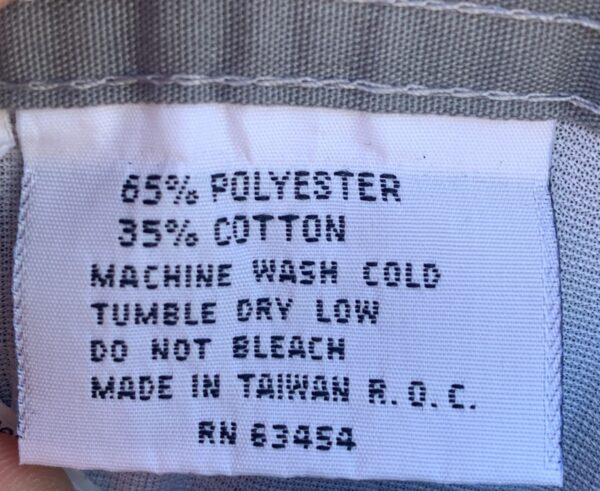 65% POLYESTER
35% COTTON
MACHINE WASH COLD
TUMBLE DRY LOW
DO NOT BLEACH
MADE IN TAIWAN R.O.C.
RN 63454